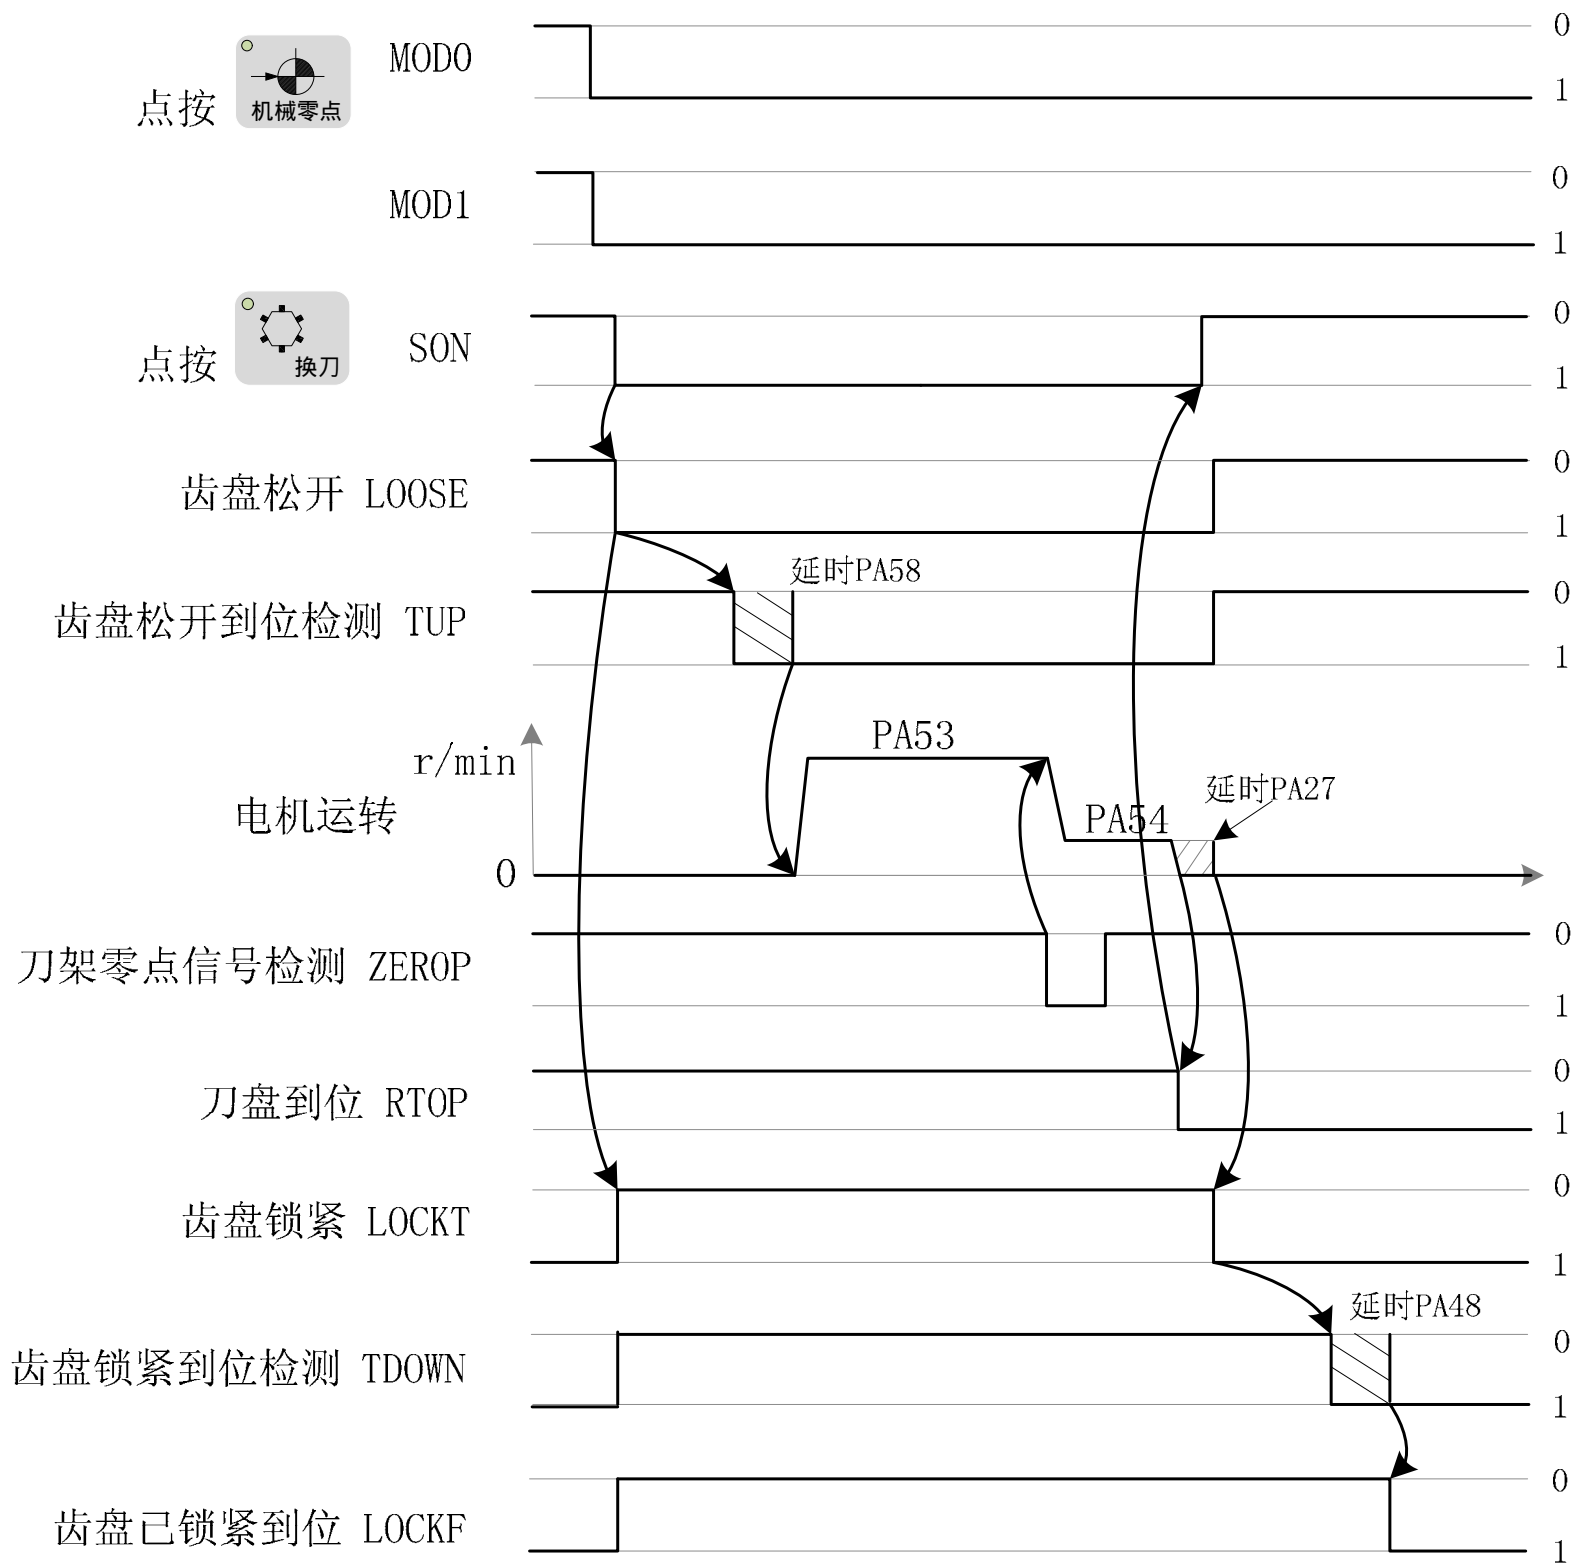 MOD0
0
点按
机械零点
1
MOD1
0
1
点按
换刀
SON
0
1
齿盘松开 LOOSE
0
1
延时PA58
齿盘松开到位检测 TUP
0
1
PA53
r/min
延时PA27
电机运转
PA54
0
刀架零点信号检测 ZEROP
0
1
刀盘到位 RTOP
0
1
齿盘锁紧 LOCKT
0
1
延时PA48
齿盘锁紧到位检测 TDOWN
0
1
齿盘已锁紧到位 LOCKF
0
1